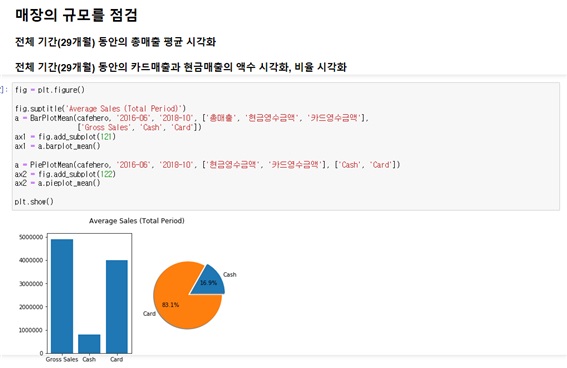 매장의 규모를 점검
전체 기간(29개월) 동안의 총매출 평균 시각화
전체 기간(29개월) 동안의 카드매출과 현금매출의 액수 시각화, 비율 시각화
]: fig = plt.figure()
fig.suptitle('Average Sales (Total Period)')
a = BarPlotMean(cafehero, '2016-06', '2018-10', ['총매출', '현금영수금액', '카드영수금액'],
['Gross Sales', 'Cash', 'Card'])
ax1 = fig.add_subplot(121)
ax1 = a.barplot_mean()
a = PiePlotMean(cafehero, '2016-06', '2018-10', ['현금영수금액', '카드영수금액'], ['Cash', 'Card'])
ax2 = fig.add_subplot(122)
ax2 = a.pieplot_mean()
plt.show()
Average Sales (Total Period)
5000000
4000000
3000000
2000000
1000000
0
Gross Sales Cash Card
Cash
16.9%
83.1%
Card